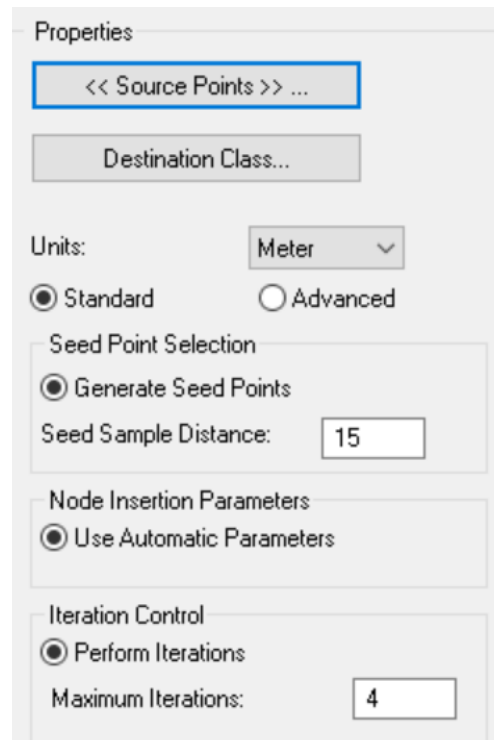 Properties
<< Source Points >> ...
Destination Class...
Units: Meter
Standard Advanced
Seed Point Selection
Generate Seed Points
Seed Sample Distance: 15
Node Insertion Parameters
Use Automatic Parameters
Iteration Control
Perform Iterations
Maximum Iterations: 4